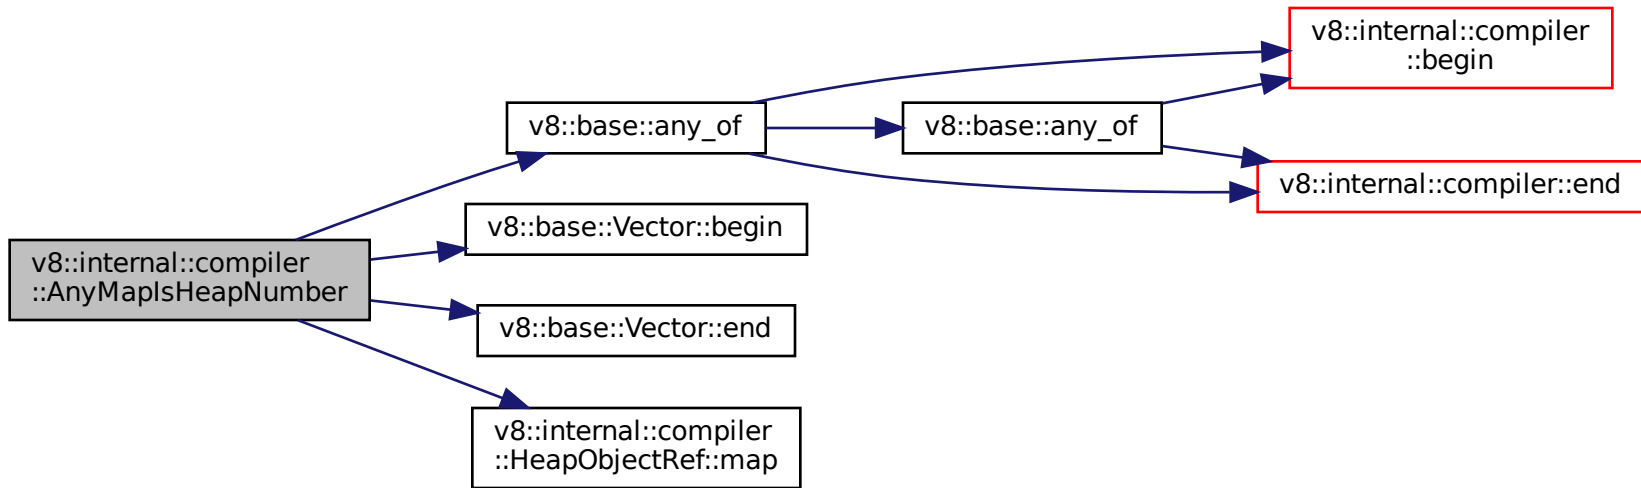 v8::internal::compiler
::AnyMapIsHeapNumber
v8::base::any_of
v8::base::Vector::begin
v8::base::Vector::end
v8::internal::compiler
::HeapObjectRef::map
v8::base::any_of
v8::internal::compiler
::begin
v8::internal::compiler::end